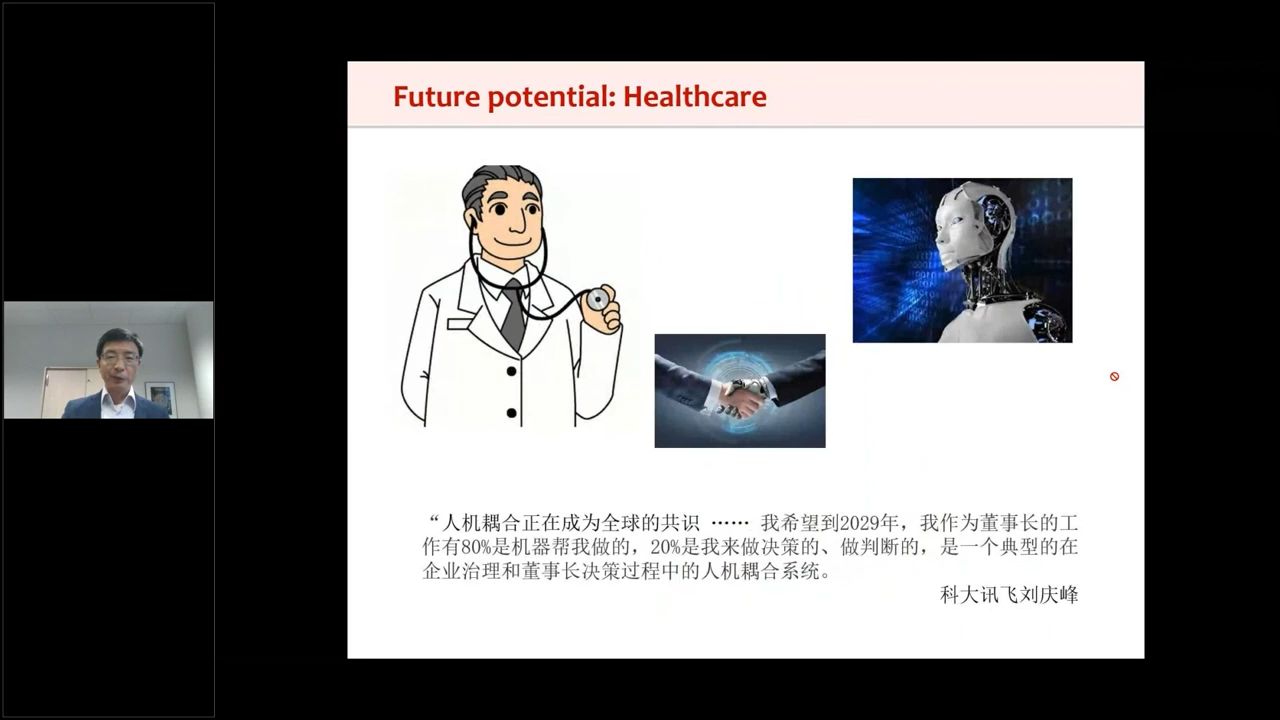 Future potential: Healthcare
“人机耦合正在成为全球的共识 …… 我希望到2029年，我作为董事长的工
作有80%是机器帮我做的，20%是我来做决策的、做判断的，是一个典型的在
企业治理和董事长决策过程中的人机耦合系统。
科大讯飞刘庆峰